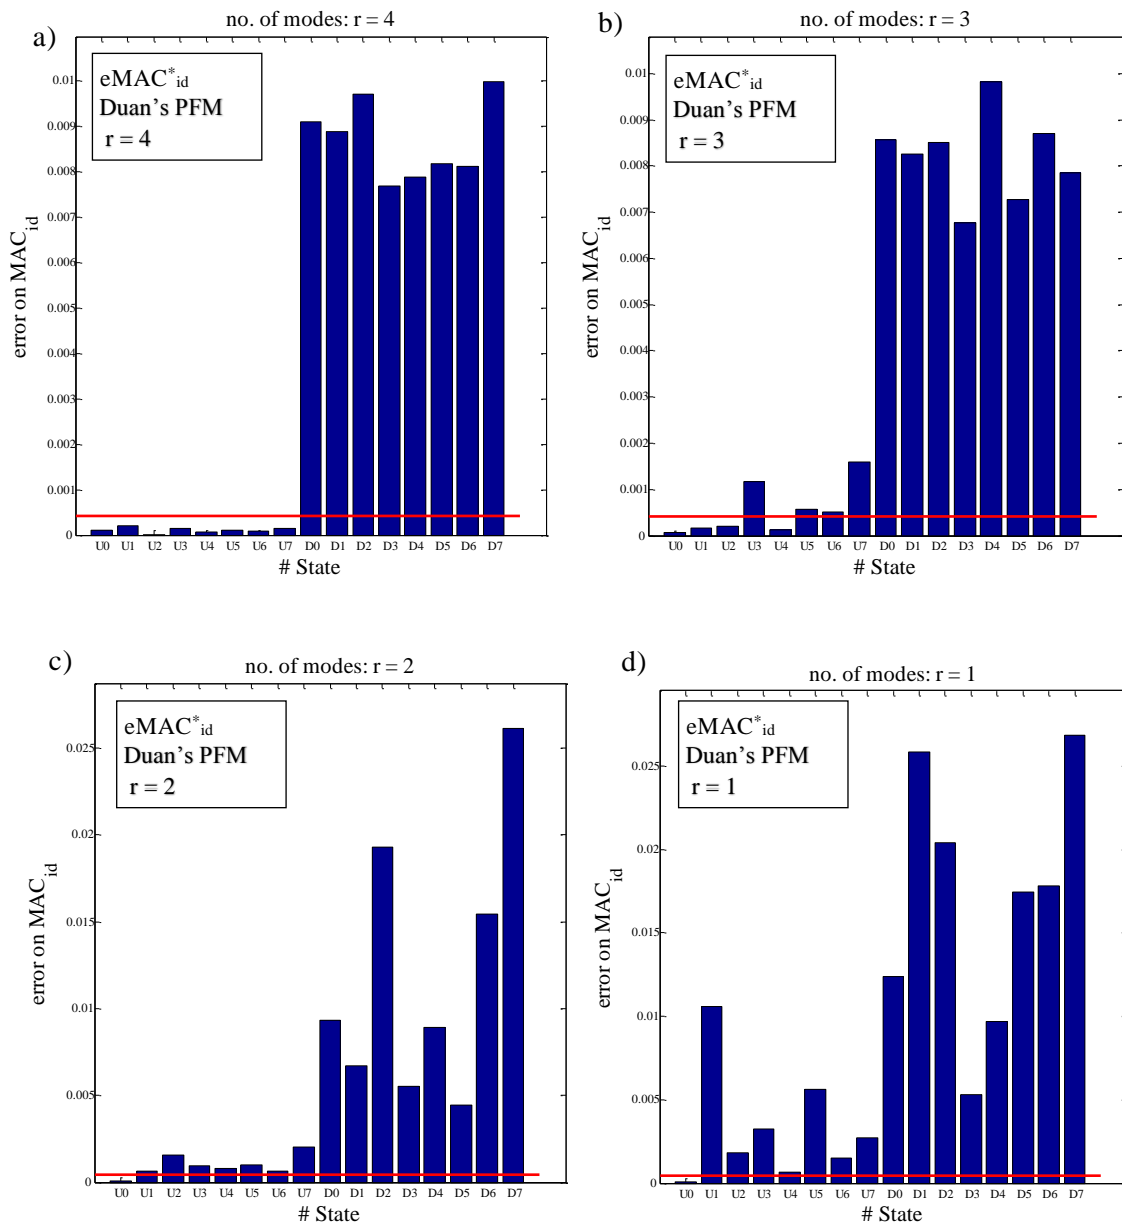 a)
no. of modes: r = 4
eMAC*id
Duan's PFM
r = 4
error on MAC_id
0.01
0.009
0.008
0.007
0.006
0.005
0.004
0.003
0.002
0.001
0
U0 U1 U2 U3 U4 U5 U6 U7 D0 D1 D2 D3 D4 D5 D6 D7
# State
b)
no. of modes: r = 3
eMAC*id
Duan's PFM
r = 3
error on MAC_id
0.01
0.009
0.008
0.007
0.006
0.005
0.004
0.003
0.002
0.001
0
U0 U1 U2 U3 U4 U5 U6 U7 D0 D1 D2 D3 D4 D5 D6 D7
# State
c)
no. of modes: r = 2
eMAC*id
Duan's PFM
r = 2
error on MAC_id
0.025
0.02
0.015
0.01
0.005
0
U0 U1 U2 U3 U4 U5 U6 U7 D0 D1 D2 D3 D4 D5 D6 D7
# State
d)
no. of modes: r = 1
eMAC*id
Duan's PFM
r = 1
error on MAC_id
0.025
0.02
0.015
0.01
0.005
0
U0 U1 U2 U3 U4 U5 U6 U7 D0 D1 D2 D3 D4 D5 D6 D7
# State